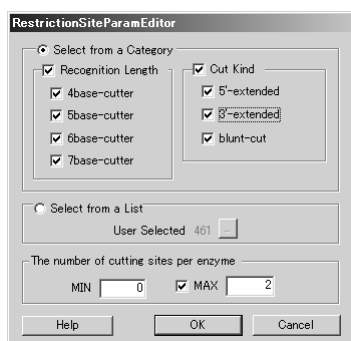 RestrictionSiteParamEditor
Select from a Category
Recognition Length
Cut Kind
4base-cutter
5'-extended
5base-cutter
3'-extended
6base-cutter
blunt-cut
7base-cutter
Select from a List
User Selected 461 ...
The number of cutting sites per enzyme
MIN 0 MAX 2
Help OK Cancel